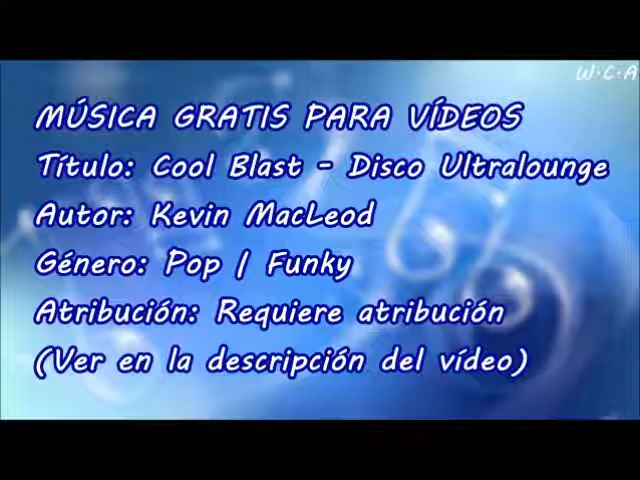 W.C.A
MÚSICA GRATIS PARA VÍDEOS
Título: Cool Blast - Disco Ultralounge
Autor: Kevin MacLeod
Género: Pop / Funky
Atribución: Requiere atribución
(Ver en la descripción del vídeo)